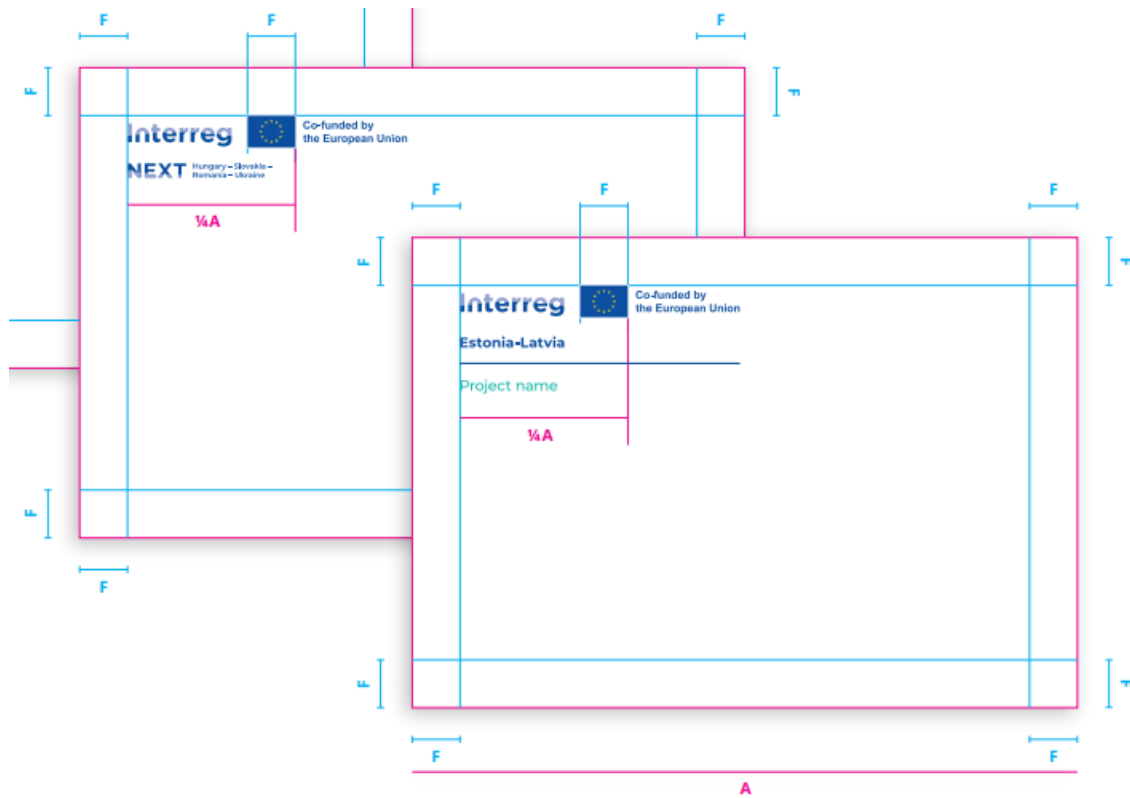 F F F
F F
Interreg
Co-funded by
the European Union
NEXT
Hungary – Slovakia –
Romania – Ukraine
¼A
F F F
F F
Interreg
Co-funded by
the European Union
Estonia-Latvia
Project name
¼A
F
F
F F
F F
A